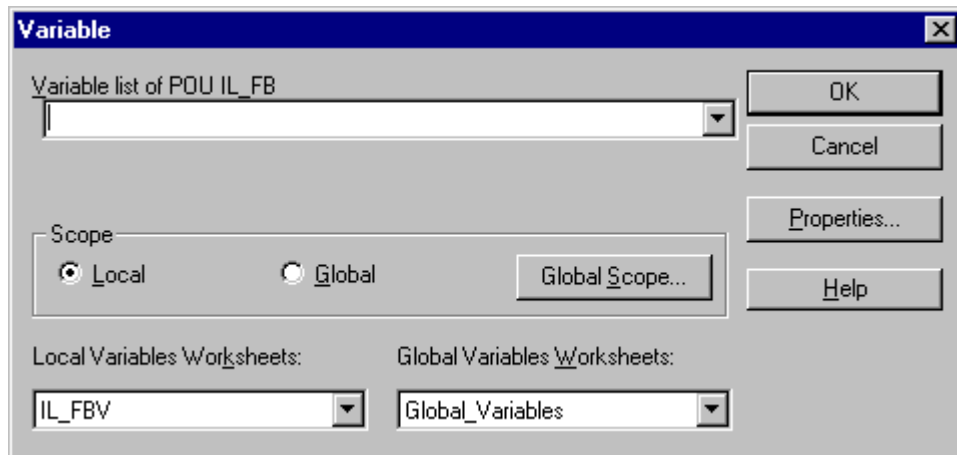 Variable
Variable list of POU IL_FB
OK
Cancel
Properties...
Scope
Local
Global
Global Scope...
Help
Local Variables Worksheets:
Global Variables Worksheets:
IL_FBV
Global_Variables